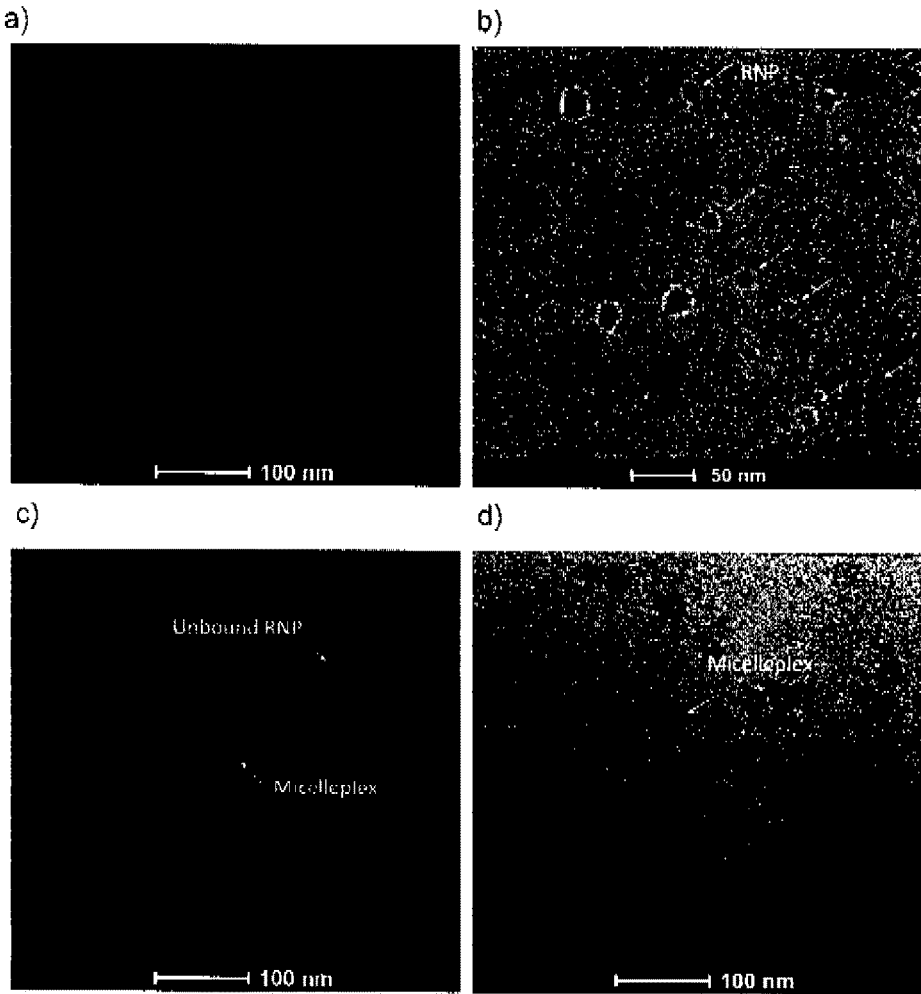 a)
b)
RNP
100 nm
50 nm
c)
d)
Unbound RNP
Micelleplex
Micelleplex
100 nm
100 nm